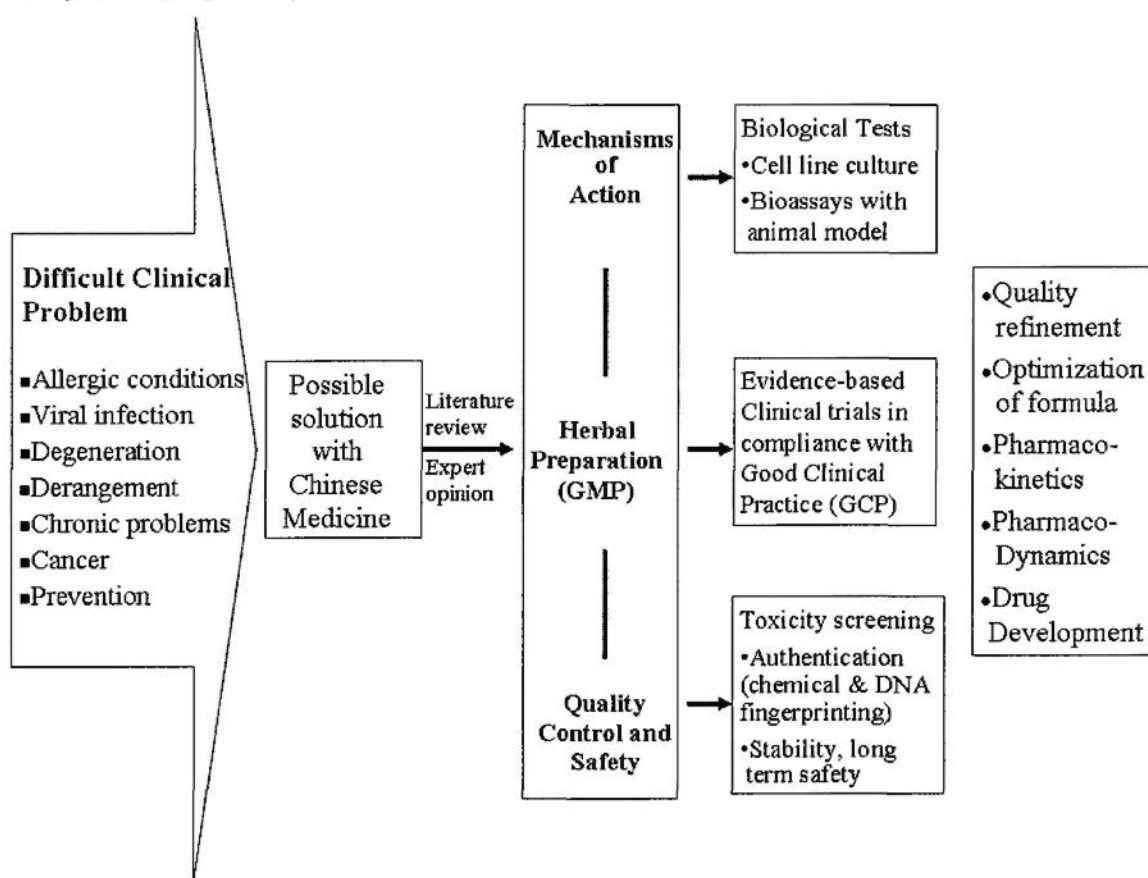 Difficult Clinical
Problem
▪Allergic conditions
▪Viral infection
▪Degeneration
▪Derangement
▪Chronic problems
▪Cancer
▪Prevention
Possible
solution
with
Chinese
Medicine
Literature
review
Expert
opinion
Mechanisms
of
Action
Herbal
Preparation
(GMP)
Quality
Control and
Safety
Biological Tests
•Cell line culture
•Bioassays with
animal model
Evidence-based
Clinical trials in
compliance with
Good Clinical
Practice (GCP)
Toxicity screening
•Authentication
(chemical & DNA
fingerprinting)
•Stability, long
term safety
•Quality
refinement
•Optimization
of formula
•Pharmaco-
kinetics
•Pharmaco-
Dynamics
•Drug
Development